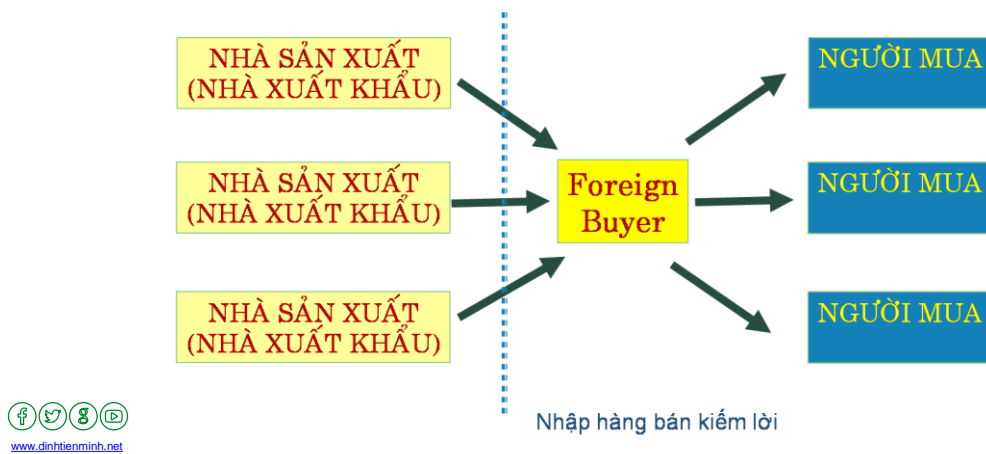 NHÀ SẢN XUẤT
(NHÀ XUẤT KHẨU)
NHÀ SẢN XUẤT
(NHÀ XUẤT KHẨU)
NHÀ SẢN XUẤT
(NHÀ XUẤT KHẨU)
Foreign
Buyer
NGƯỜI MUA
NGƯỜI MUA
NGƯỜI MUA
Nhập hàng bán kiếm lời
www.dinhtienminh.net